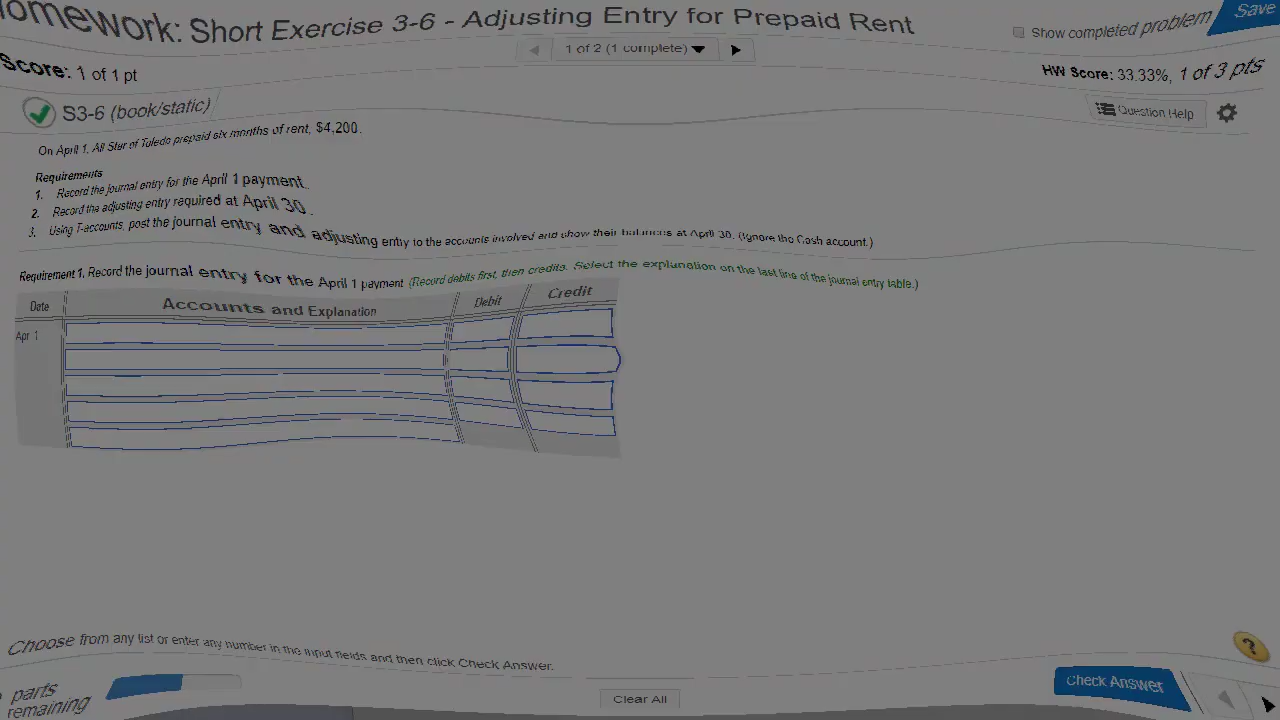 Homework: Short Exercise 3-6 - Adjusting Entry for Prepaid Rent
Show completed problem
Save
1 of 2 (1 complete)
Score: 1 of 1 pt
HW Score: 33.33%, 1 of 3 pts
S3-6 (book/static)
Question Help
On April 1, All Star of Toledo prepaid six months of rent, $4,200.
Requirements
1. Record the journal entry for the April 1 payment.
2. Record the adjusting entry required at April 30.
3. Using T-accounts, post the journal entry and adjusting entry to the accounts involved and show their balances at April 30. (Ignore the Cash account.)
Requirement 1. Record the journal entry for the April 1 payment (Record debits first, then credits. Select the explanation on the last line of the journal entry table.)
Date Accounts and Explanation Debit Credit
Apr 1
Choose from any list or enter any number in the input fields and then click Check Answer.
?
parts
remaining
Clear All
Check Answer